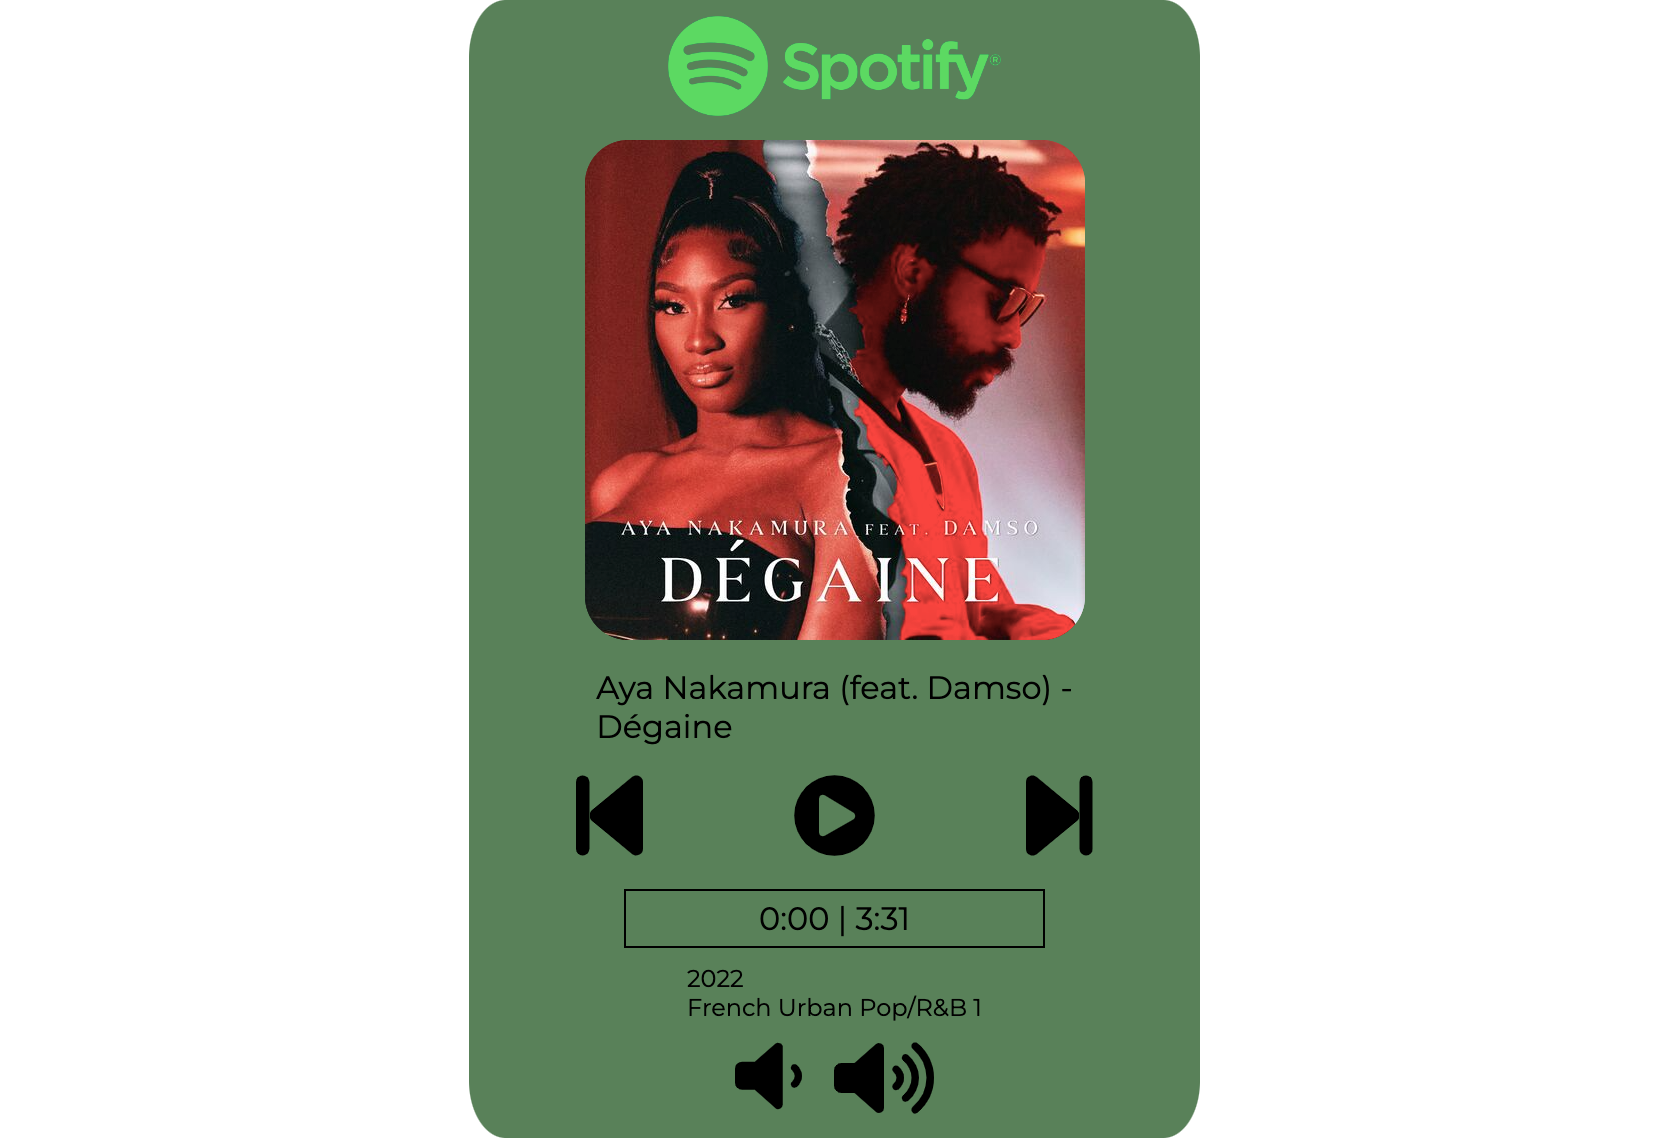 Spotify®
AYA NAKAMURA FEAT. DAMSO
DÉGAINE
Aya Nakamura (feat. Damso) -
Dégaine
0:00 | 3:31
2022
French Urban Pop/R&B 1